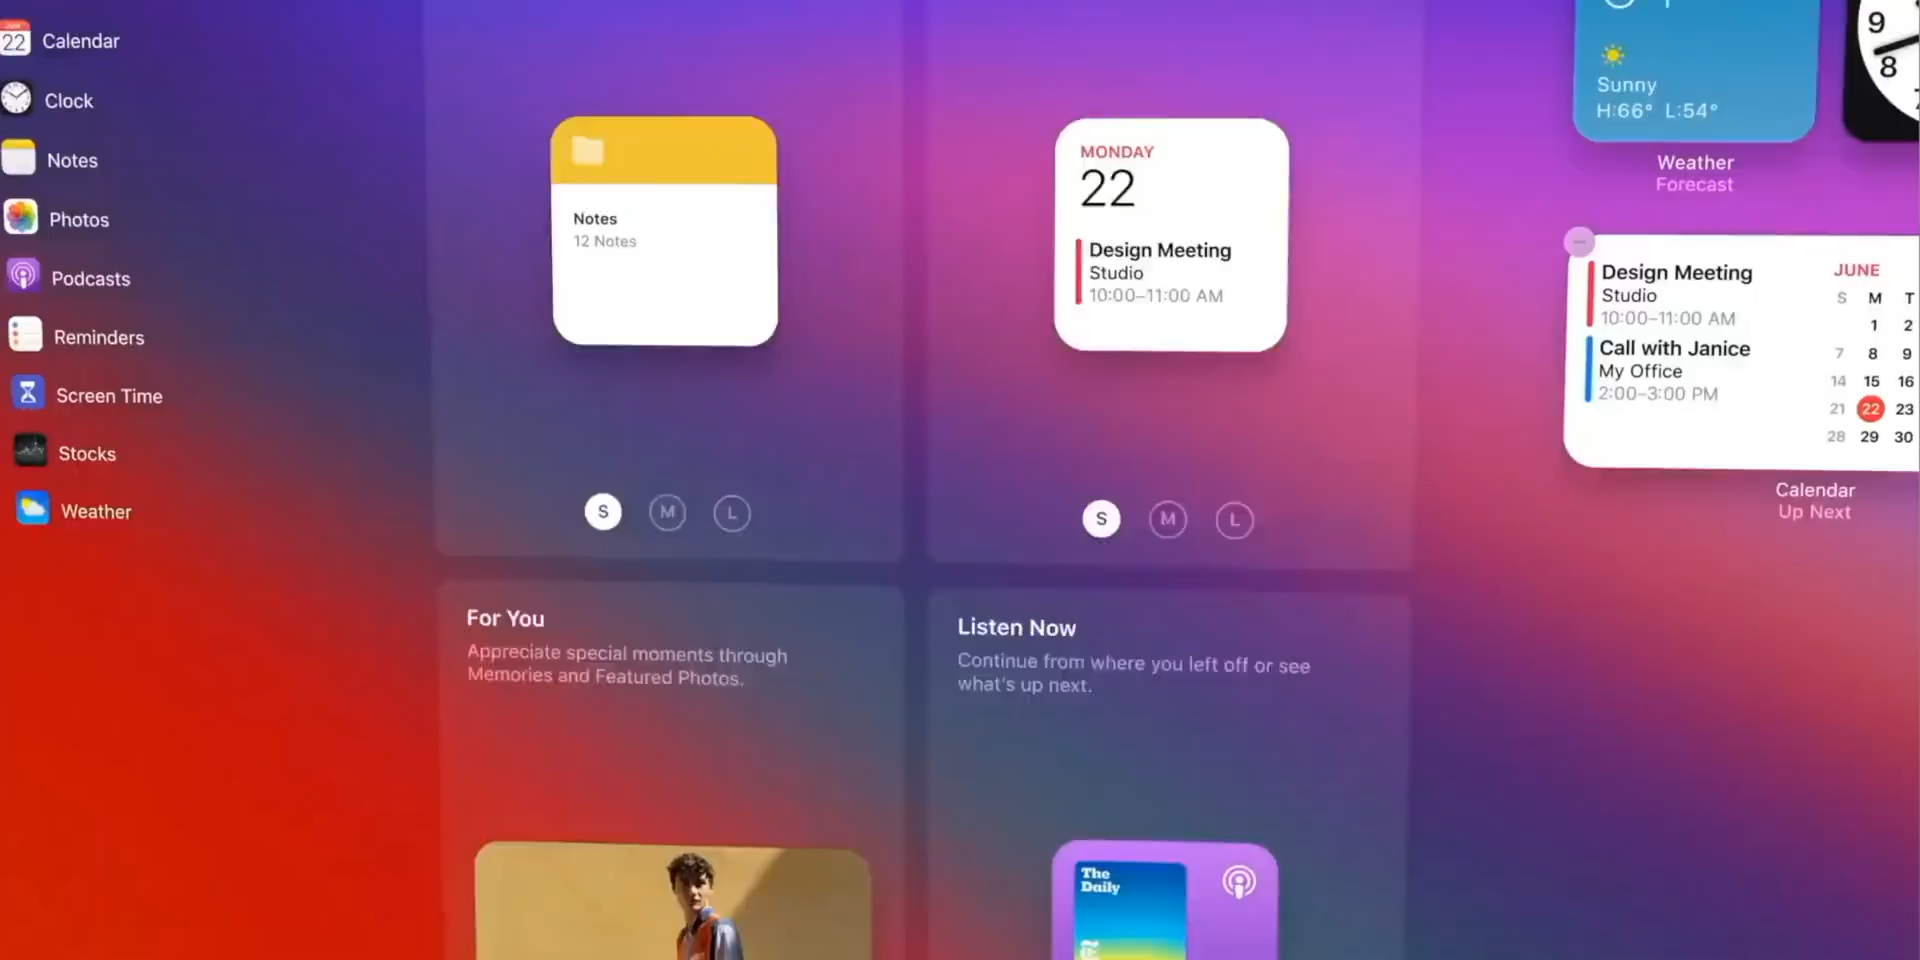 22
Calendar
Clock
Notes
Photos
Podcasts
Reminders
Screen Time
Stocks
Weather
Notes
12 Notes
S M L
MONDAY
22
Design Meeting
Studio
10:00–11:00 AM
S M L
For You
Appreciate special moments through
Memories and Featured Photos.
Listen Now
Continue from where you left off or see
what's up next.
The
Daily
Sunny
H:66° L:54°
Weather
Forecast
9
8
Design Meeting
Studio
10:00–11:00 AM
Call with Janice
My Office
2:00–3:00 PM
JUNE
S M T
1 2
7 8 9
14 15 16
21 22 23
28 29 30
Calendar
Up Next